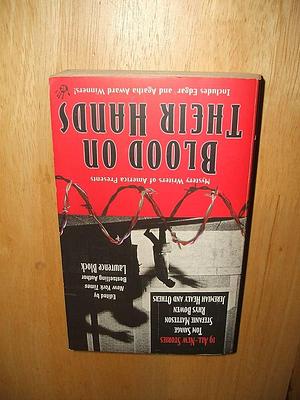 19 ALL-NEW STORIES
TOM SAVAGE
STEFANIE MATTESON
RHYS BOWEN
JEREMIAH HEALY AND OTHERS
Edited by
New York Times
Bestselling Author
Lawrence Block
Mystery Writers of America Presents
BLOOD ON
THEIR HANDS
Includes Edgar and Agatha Award Winners!